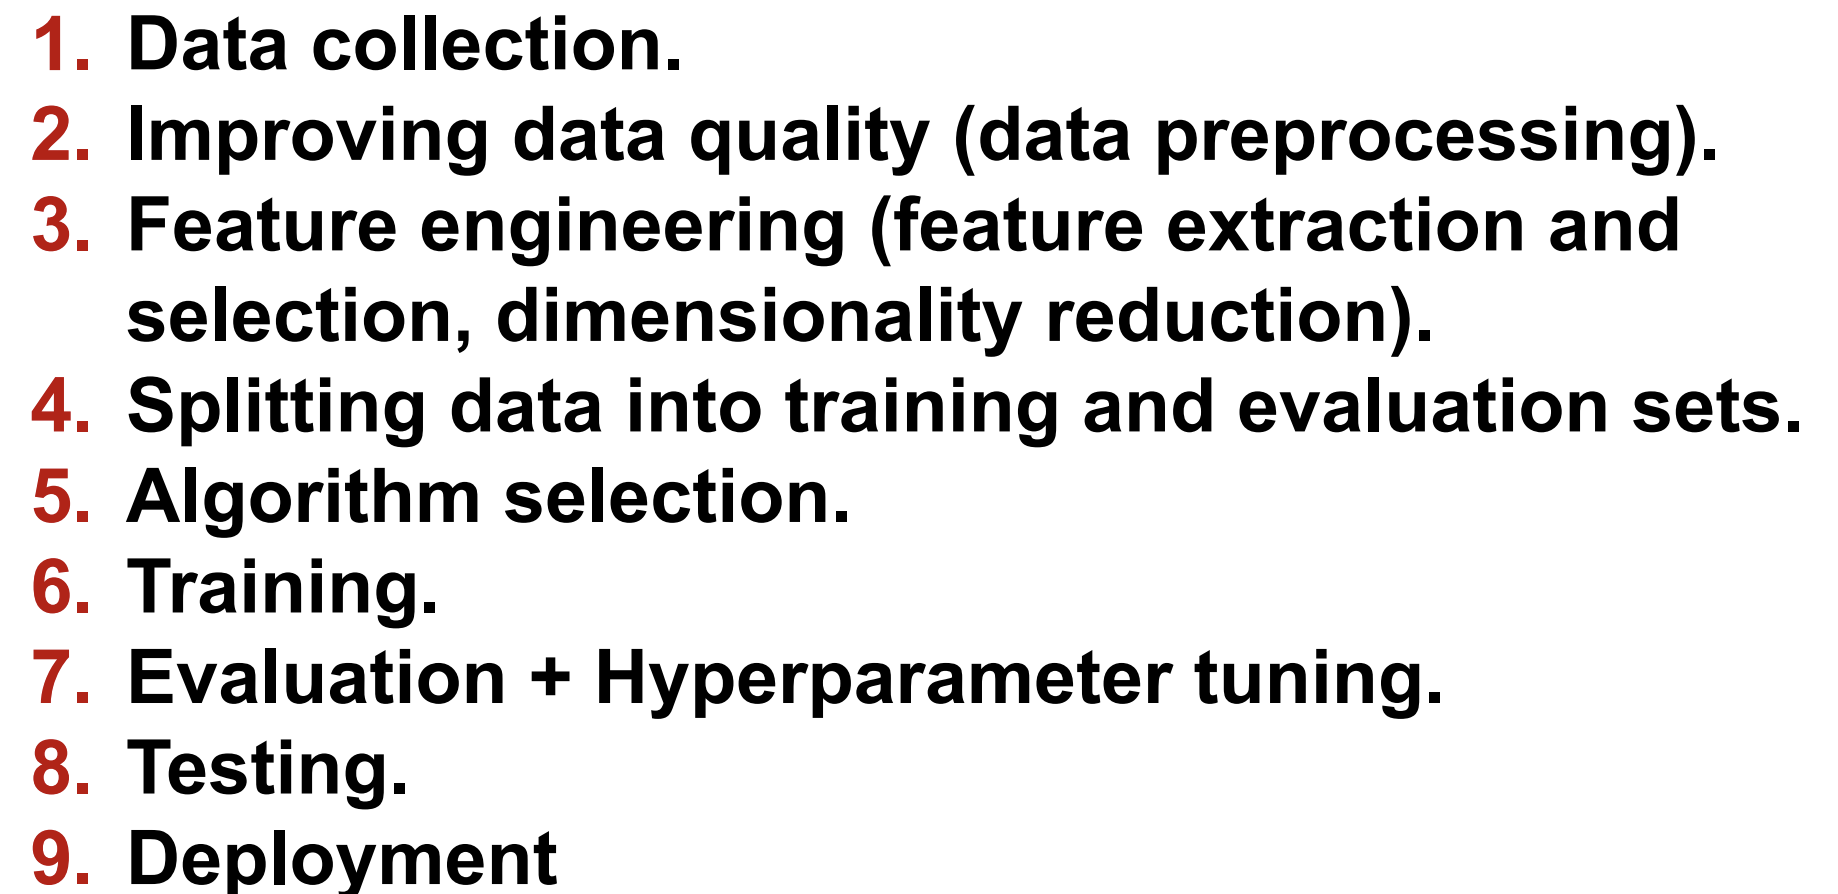 1. Data collection.
2. Improving data quality (data preprocessing).
3. Feature engineering (feature extraction and
selection, dimensionality reduction).
4. Splitting data into training and evaluation sets.
5. Algorithm selection.
6. Training.
7. Evaluation + Hyperparameter tuning.
8. Testing.
9. Deployment